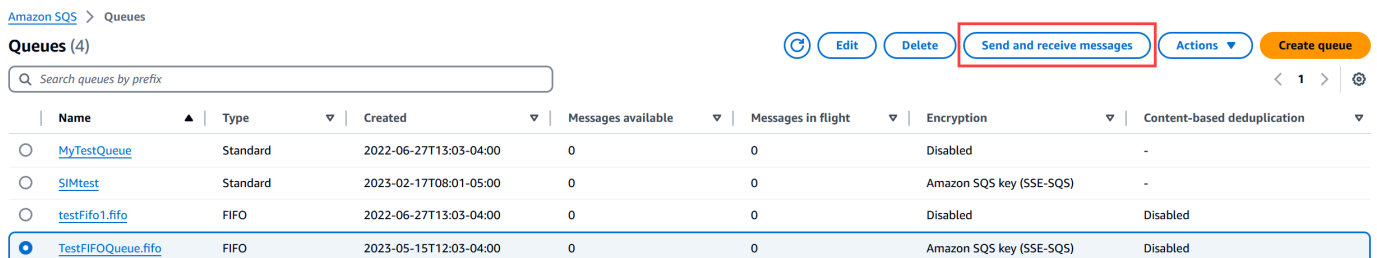 Amazon SQS > Queues
Queues (4) Edit Delete Send and receive messages Actions ▼ Create queue
Search queues by prefix < 1 >
Name ▲ Type ▽ Created ▽ Messages available ▽ Messages in flight ▽ Encryption ▽ Content-based deduplication ▽
MyTestQueue Standard 2022-06-27T13:03-04:00 0 0 Disabled -
SIMtest Standard 2023-02-17T08:01-05:00 0 0 Amazon SQS key (SSE-SQS) -
testFifo1.fifo FIFO 2022-06-27T13:03-04:00 0 0 Disabled Disabled
TestFIFOQueue.fifo FIFO 2023-05-15T12:03-04:00 0 0 Amazon SQS key (SSE-SQS) Disabled